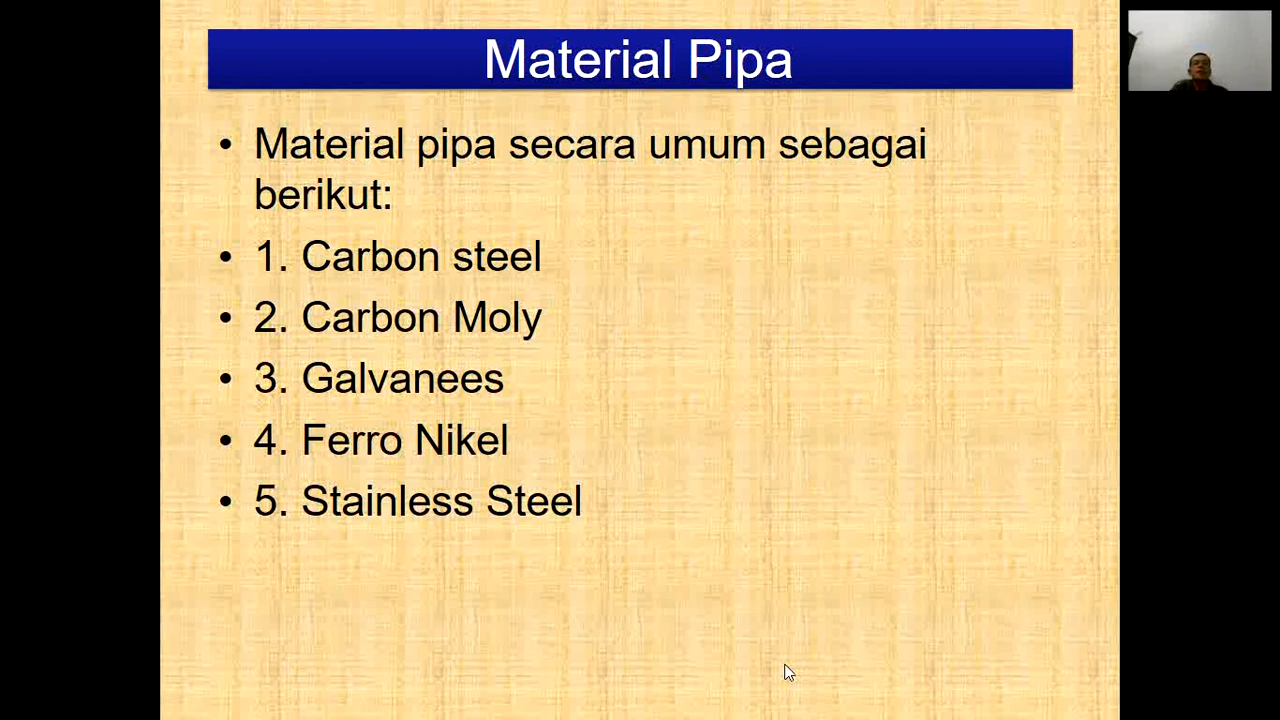 Material Pipa
• Material pipa secara umum sebagai
berikut:
• 1. Carbon steel
• 2. Carbon Moly
• 3. Galvanees
• 4. Ferro Nikel
• 5. Stainless Steel